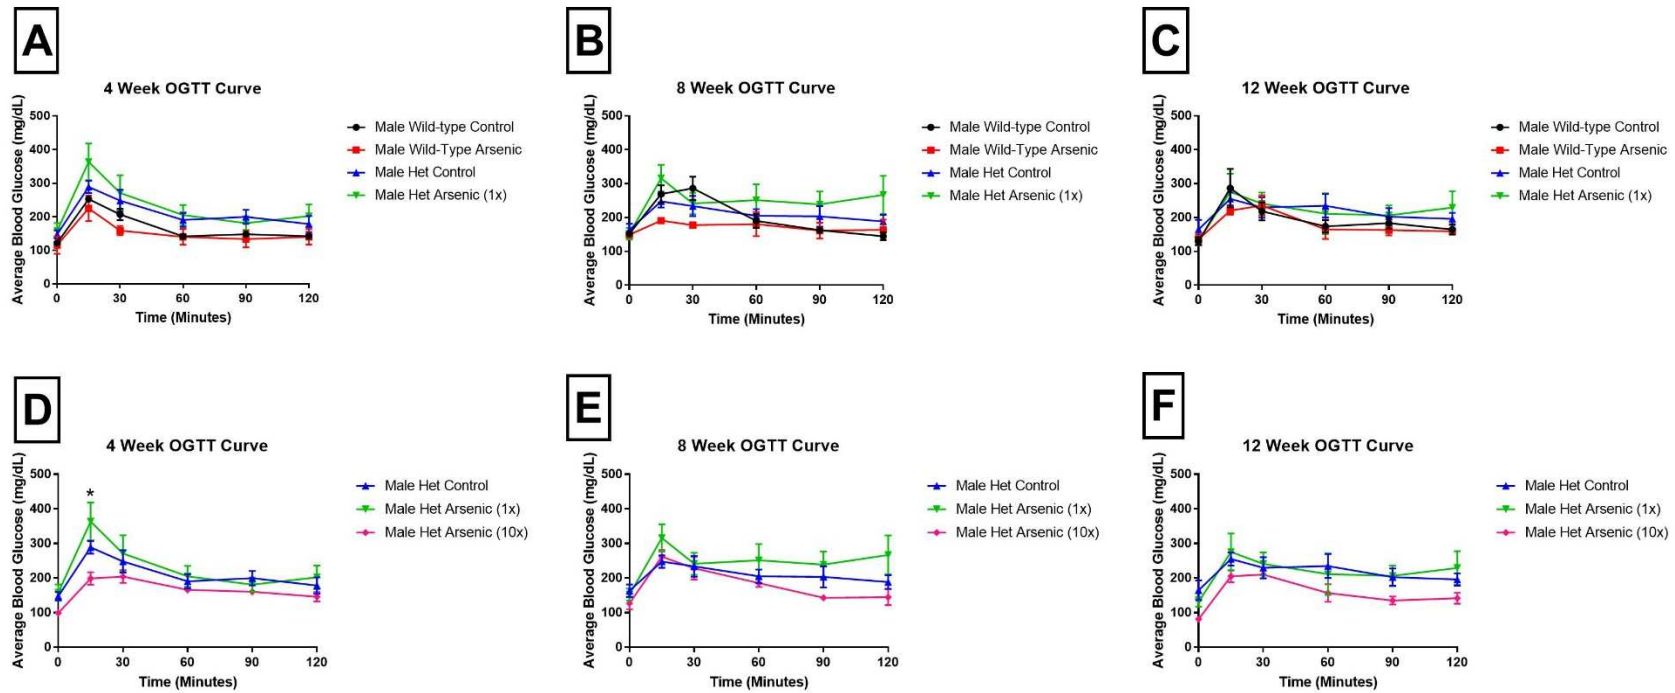 A
4 Week OGTT Curve
Average Blood Glucose (mg/dL)
500
400
300
200
100
0
0 30 60 90 120
Time (Minutes)
Male Wild-type Control
Male Wild-Type Arsenic
Male Het Control
Male Het Arsenic (1x)
B
8 Week OGTT Curve
Average Blood Glucose (mg/dL)
500
400
300
200
100
0
0 30 60 90 120
Time (Minutes)
Male Wild-type Control
Male Wild-Type Arsenic
Male Het Control
Male Het Arsenic (1x)
C
12 Week OGTT Curve
Average Blood Glucose (mg/dL)
500
400
300
200
100
0
0 30 60 90 120
Time (Minutes)
Male Wild-type Control
Male Wild-Type Arsenic
Male Het Control
Male Het Arsenic (1x)
D
4 Week OGTT Curve
Average Blood Glucose (mg/dL)
500
400
300
200
100
0
*
0 30 60 90 120
Time (Minutes)
Male Het Control
Male Het Arsenic (1x)
Male Het Arsenic (10x)
E
8 Week OGTT Curve
Average Blood Glucose (mg/dL)
500
400
300
200
100
0
0 30 60 90 120
Time (Minutes)
Male Het Control
Male Het Arsenic (1x)
Male Het Arsenic (10x)
F
12 Week OGTT Curve
Average Blood Glucose (mg/dL)
500
400
300
200
100
0
0 30 60 90 120
Time (Minutes)
Male Het Control
Male Het Arsenic (1x)
Male Het Arsenic (10x)